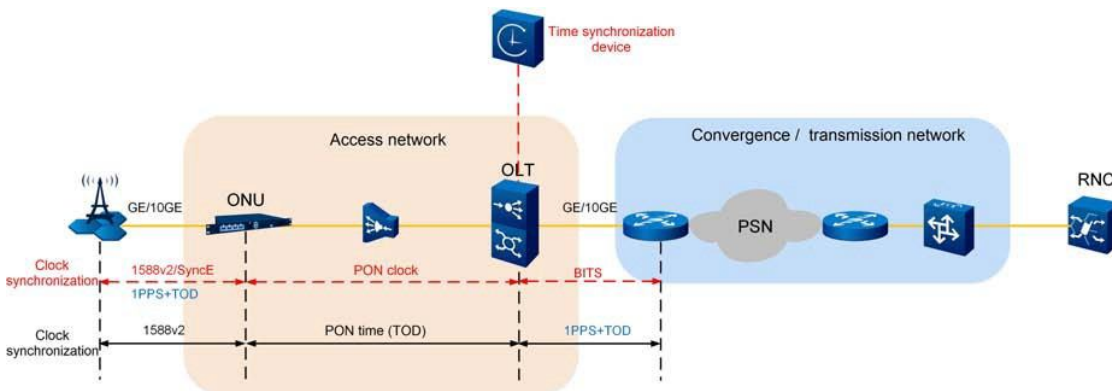 Time synchronization
device
Access network
Convergence / transmission network
OLT
RNC
GE/10GE
ONU
GE/10GE
PSN
Clock
synchronization
1588v2/SyncE
PON clock
BITS
1PPS+TOD
Clock
synchronization
1588v2
PON time (TOD)
1PPS+TOD